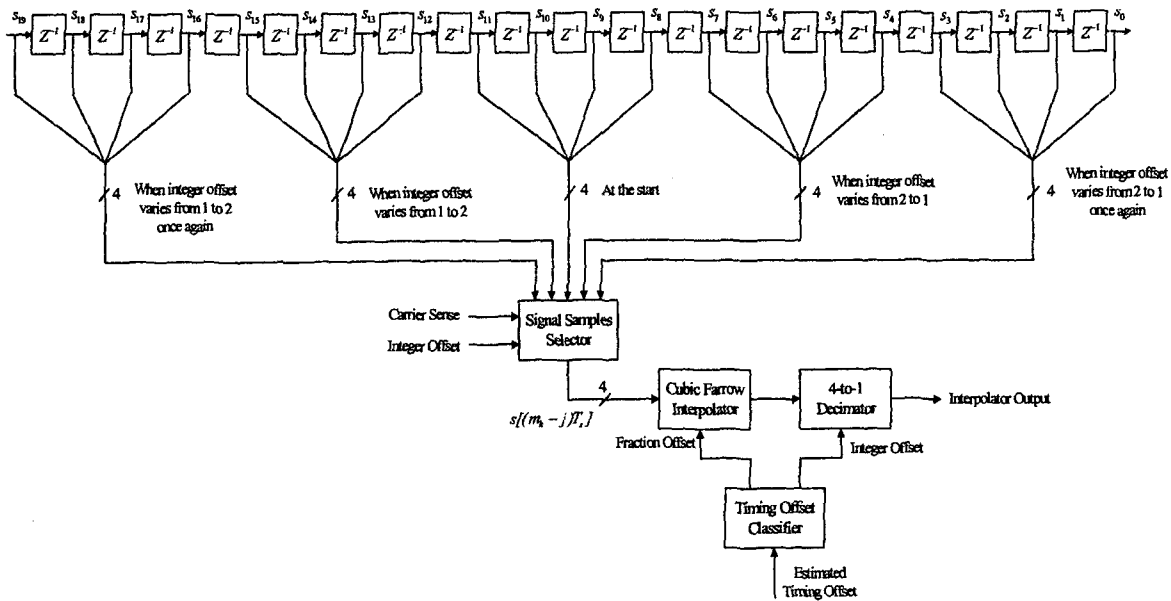 S19 S18 S17 S16 S15 S14 S13 S12 S11 S10 S9 S8 S7 S6 S5 S4 S3 S2 S1 S0
Z⁻¹ Z⁻¹ Z⁻¹ Z⁻¹ Z⁻¹ Z⁻¹ Z⁻¹ Z⁻¹ Z⁻¹ Z⁻¹ Z⁻¹ Z⁻¹ Z⁻¹ Z⁻¹ Z⁻¹ Z⁻¹ Z⁻¹ Z⁻¹ Z⁻¹
4
When integer offset
varies from 1 to 2
once again
4
When integer offset
varies from 1 to 2
4
At the start
4
When integer offset
varies from 2 to 1
4
When integer offset
varies from 2 to 1
once again
Carrier Sense
Integer Offset
Signal Samples
Selector
4
s[(mₖ − j)Tₛ]
Cubic Farrow
Interpolator
4-to-1
Decimator
Interpolator Output
Fraction Offset
Integer Offset
Timing Offset
Classifier
Estimated
Timing Offset